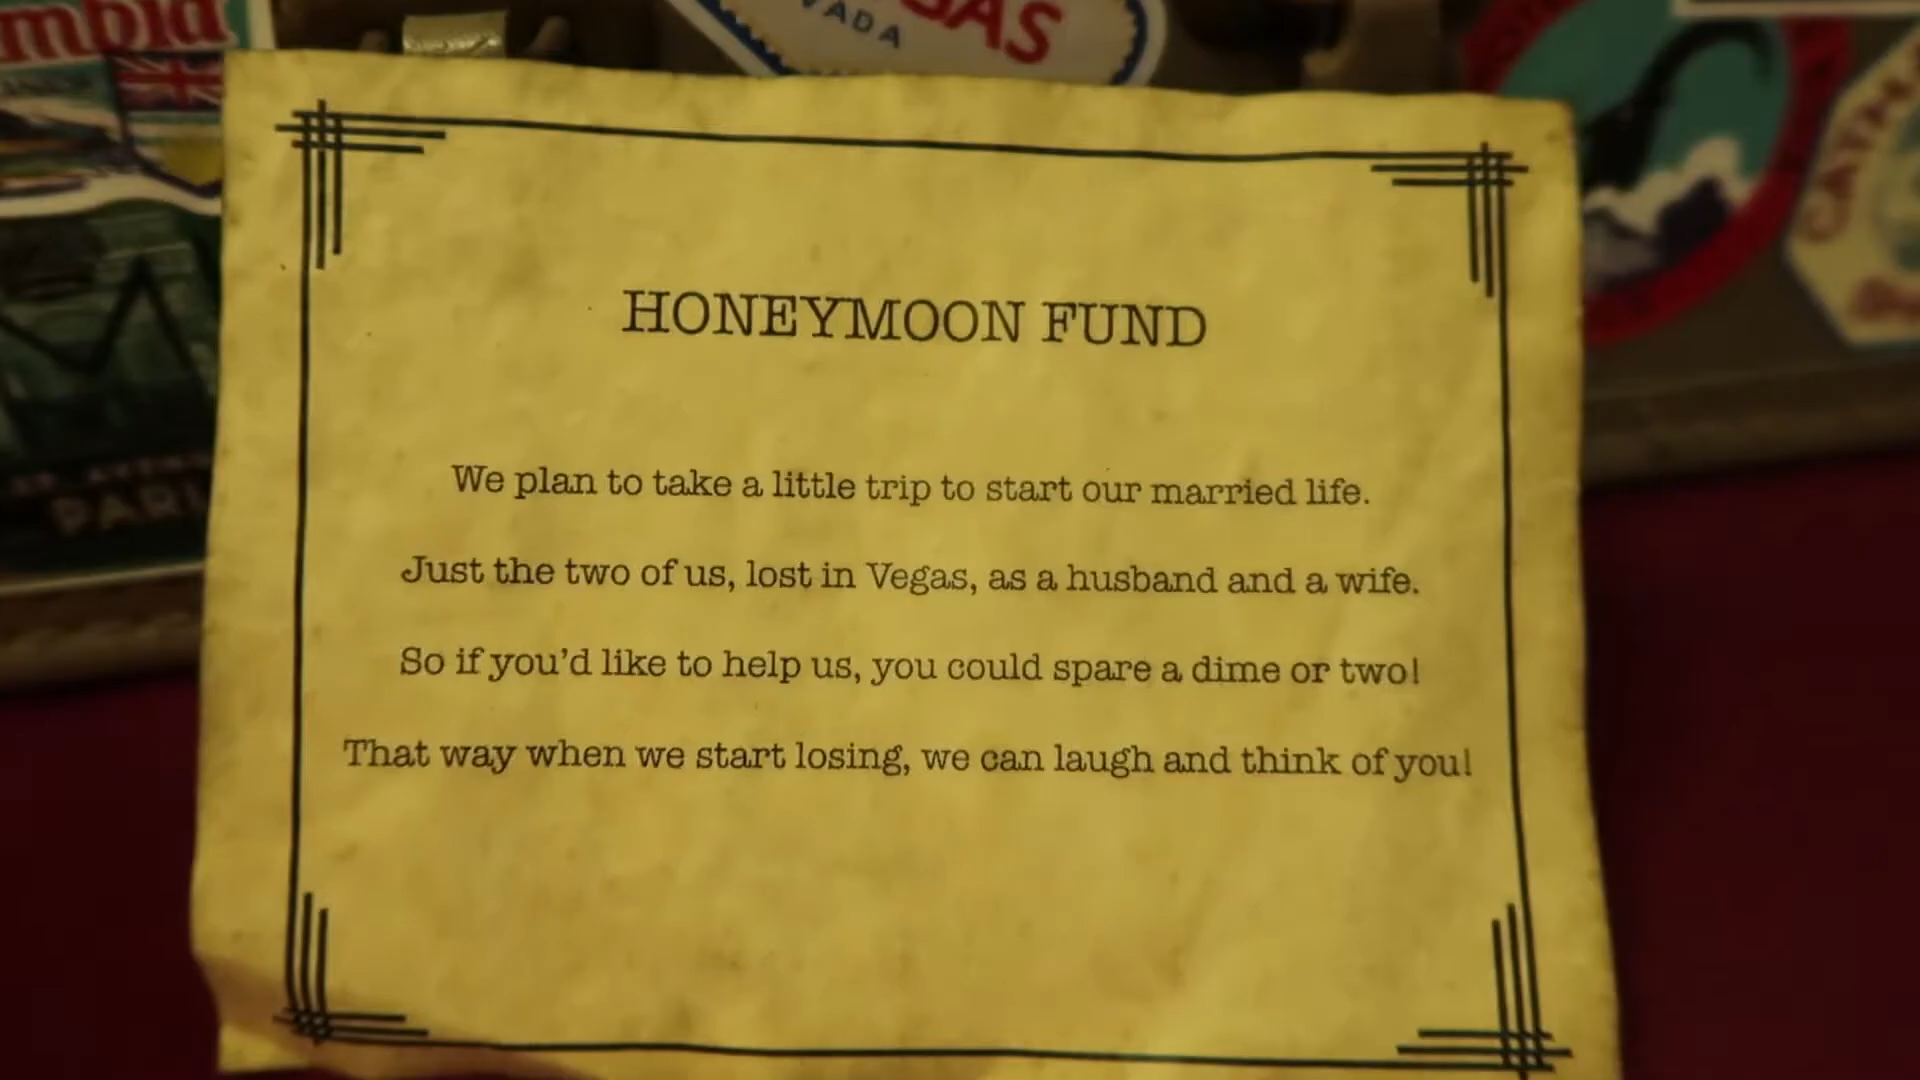 GAS
VADA
HONEYMOON FUND
We plan to take a little trip to start our married life.
Just the two of us, lost in Vegas, as a husband and a wife.
So if you'd like to help us, you could spare a dime or two!
That way when we start losing, we can laugh and think of you!